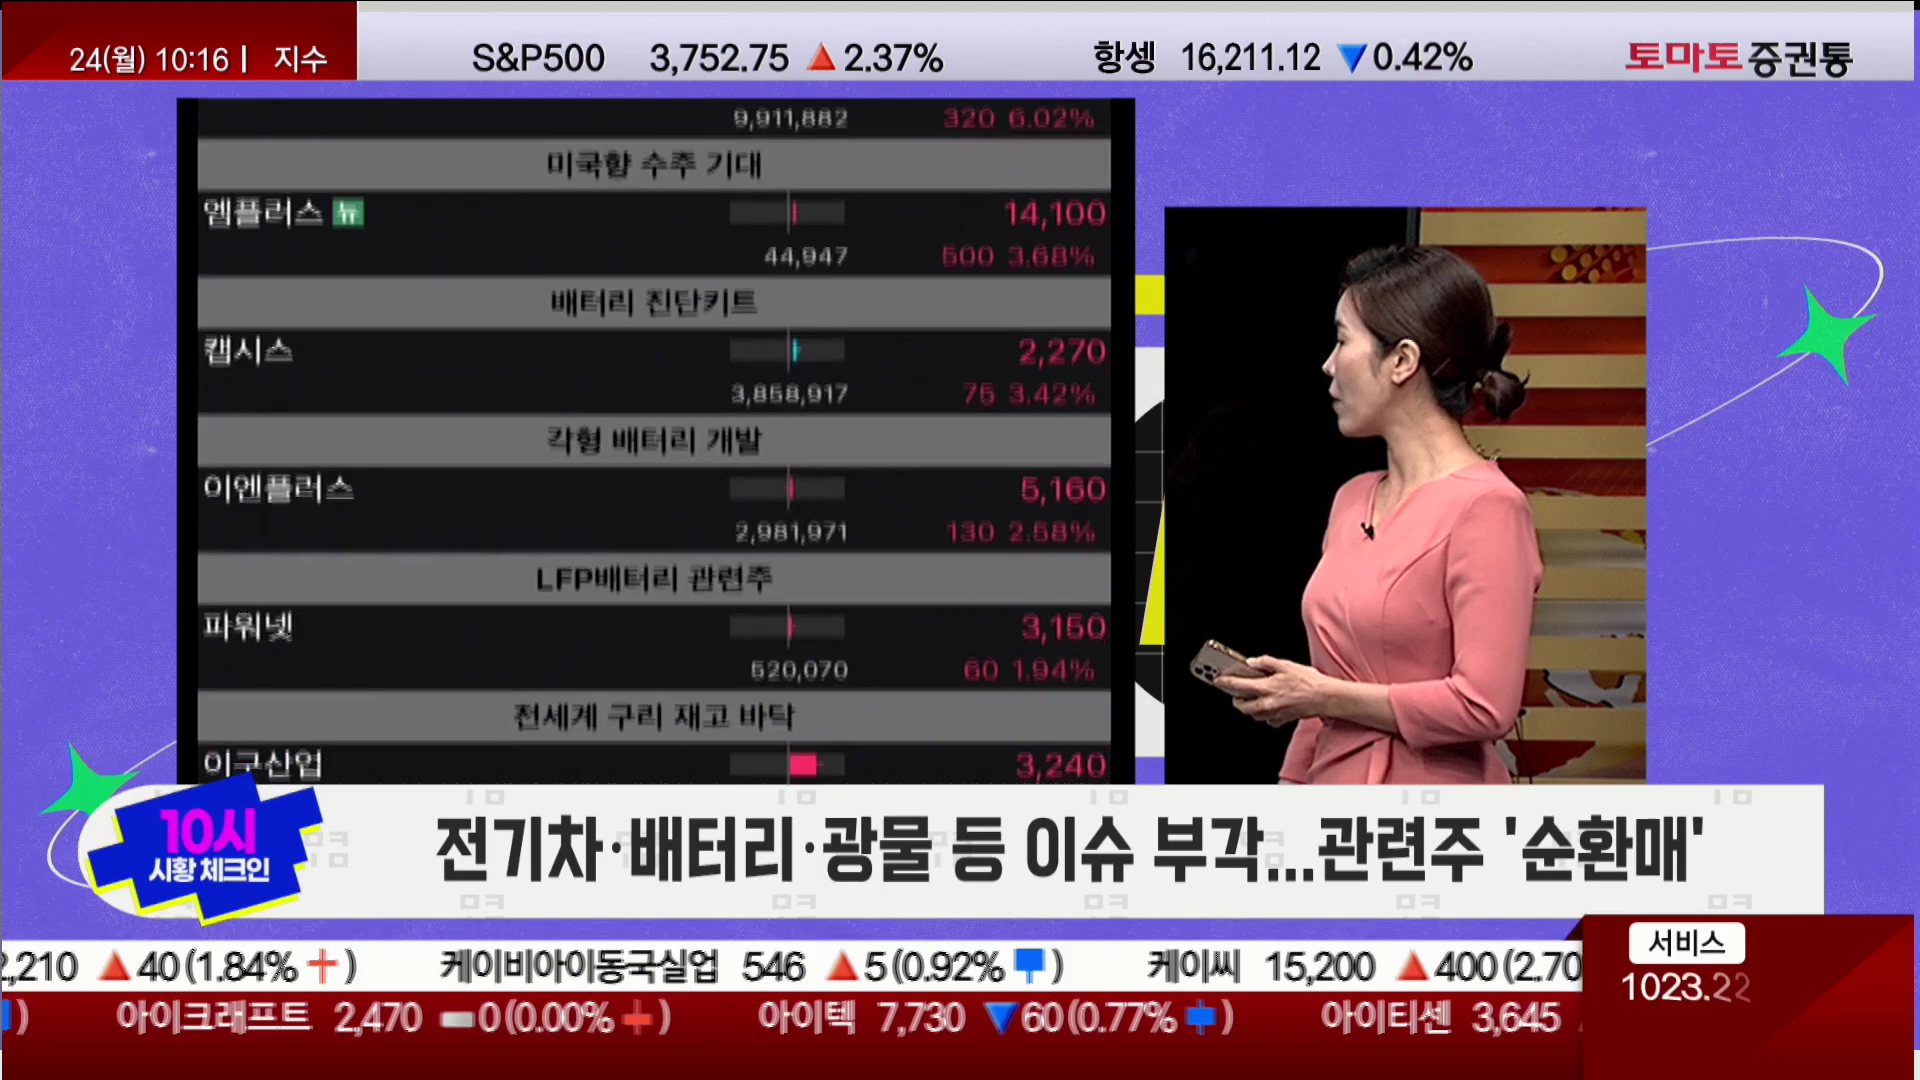 24(월) 10:16 | 지수 S&P500 3,752.75 ▲ 2.37% 항셍 16,211.12 ▼ 0.42% 토마토증권통
9,911,882 320 6.02%
미국향 수주 기대
엠플러스 뉴 14,100
44,947 500 3.68%
배터리 진단키트
캡시스 2,270
3,858,917 75 3.42%
각형 배터리 개발
이엔플러스 5,160
2,981,971 130 2.58%
LFP배터리 관련주
파워넷 3,150
520,070 60 1.94%
전세계 구리 재고 바닥
이구산업 3,240
10시
시황 체크인
전기차·배터리·광물 등 이슈 부각...관련주 '순환매'
2,210 ▲ 40(1.84% ) 케이비아이동국실업 546 ▲ 5(0.92% ) 케이씨 15,200 ▲ 400(2.70
) 아이크래프트 2,470 0(0.00% ) 아이텍 7,730 ▼ 60(0.77% ) 아이티센 3,645
서비스
1023.22